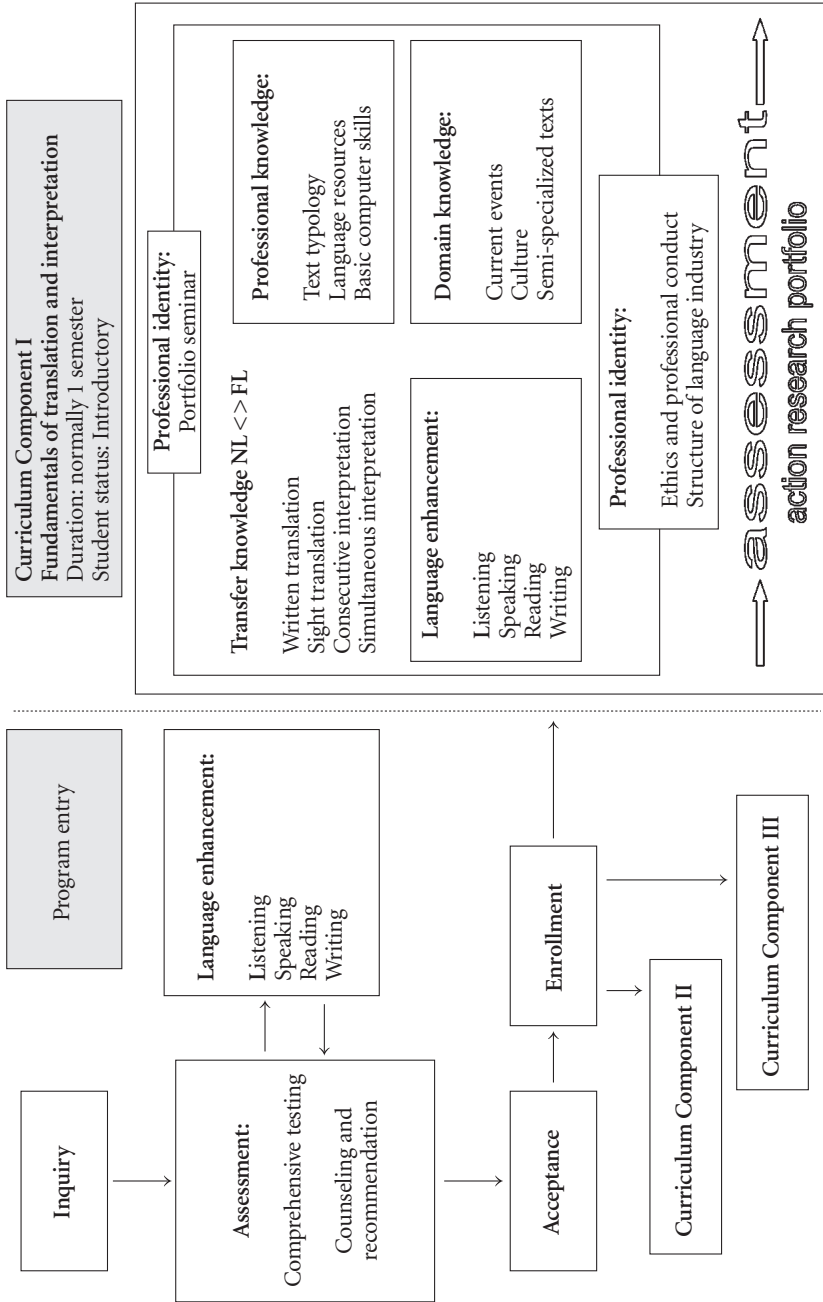 Program entry
Inquiry
Assessment:
Comprehensive testing
Counseling and
recommendation
Language enhancement:
Listening
Speaking
Reading
Writing
Acceptance
Enrollment
Curriculum Component II
Curriculum Component III
Curriculum Component I
Fundamentals of translation and interpretation
Duration: normally 1 semester
Student status: Introductory
Professional identity:
Portfolio seminar
Transfer knowledge NL <> FL
Written translation
Sight translation
Consecutive interpretation
Simultaneous interpretation
Professional knowledge:
Text typology
Language resources
Basic computer skills
Language enhancement:
Listening
Speaking
Reading
Writing
Domain knowledge:
Current events
Culture
Semi-specialized texts
Professional identity:
Ethics and professional conduct
Structure of language industry
assessment
action research portfolio